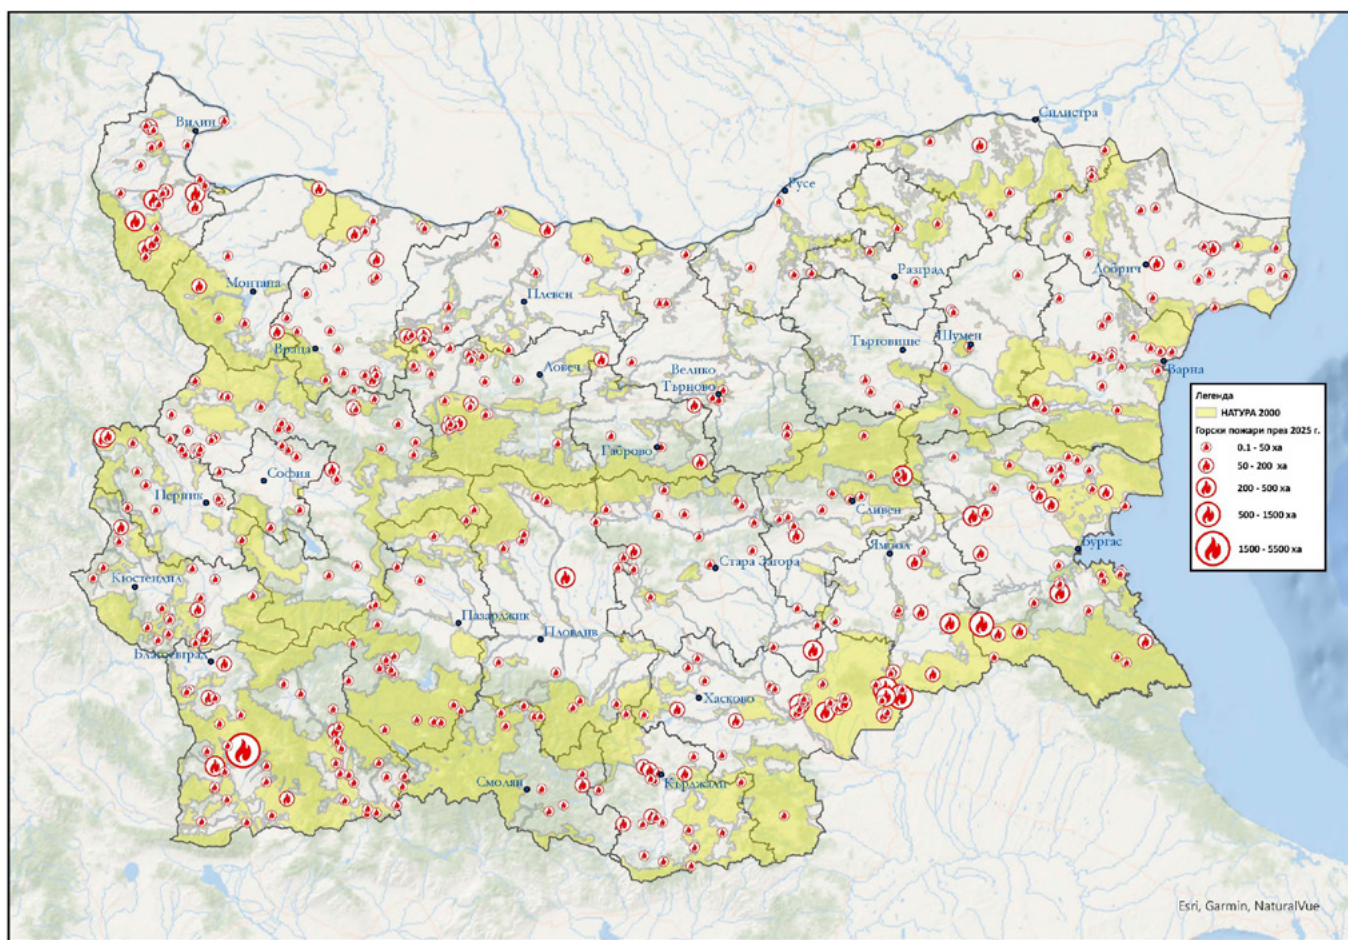 Силистра
Видин
Русе
Добрич
Разград
Монтана
Плевен
Шумен
Търговище
Враца
Варна
Ловеч
Велико
Търново
Габрово
София
Перник
Сливен
Ямбол
Бургас
Стара Загора
Кюстендил
Пазарджик
Пловдив
Благоевград
Хасково
Смолян
Кърджали
Легенда
НАТУРА 2000
Горски пожари през 2025 г.
0.1 - 50 ха
50 - 200 ха
200 - 500 ха
500 - 1500 ха
1500 - 5500 ха
Esri, Garmin, NaturalVue